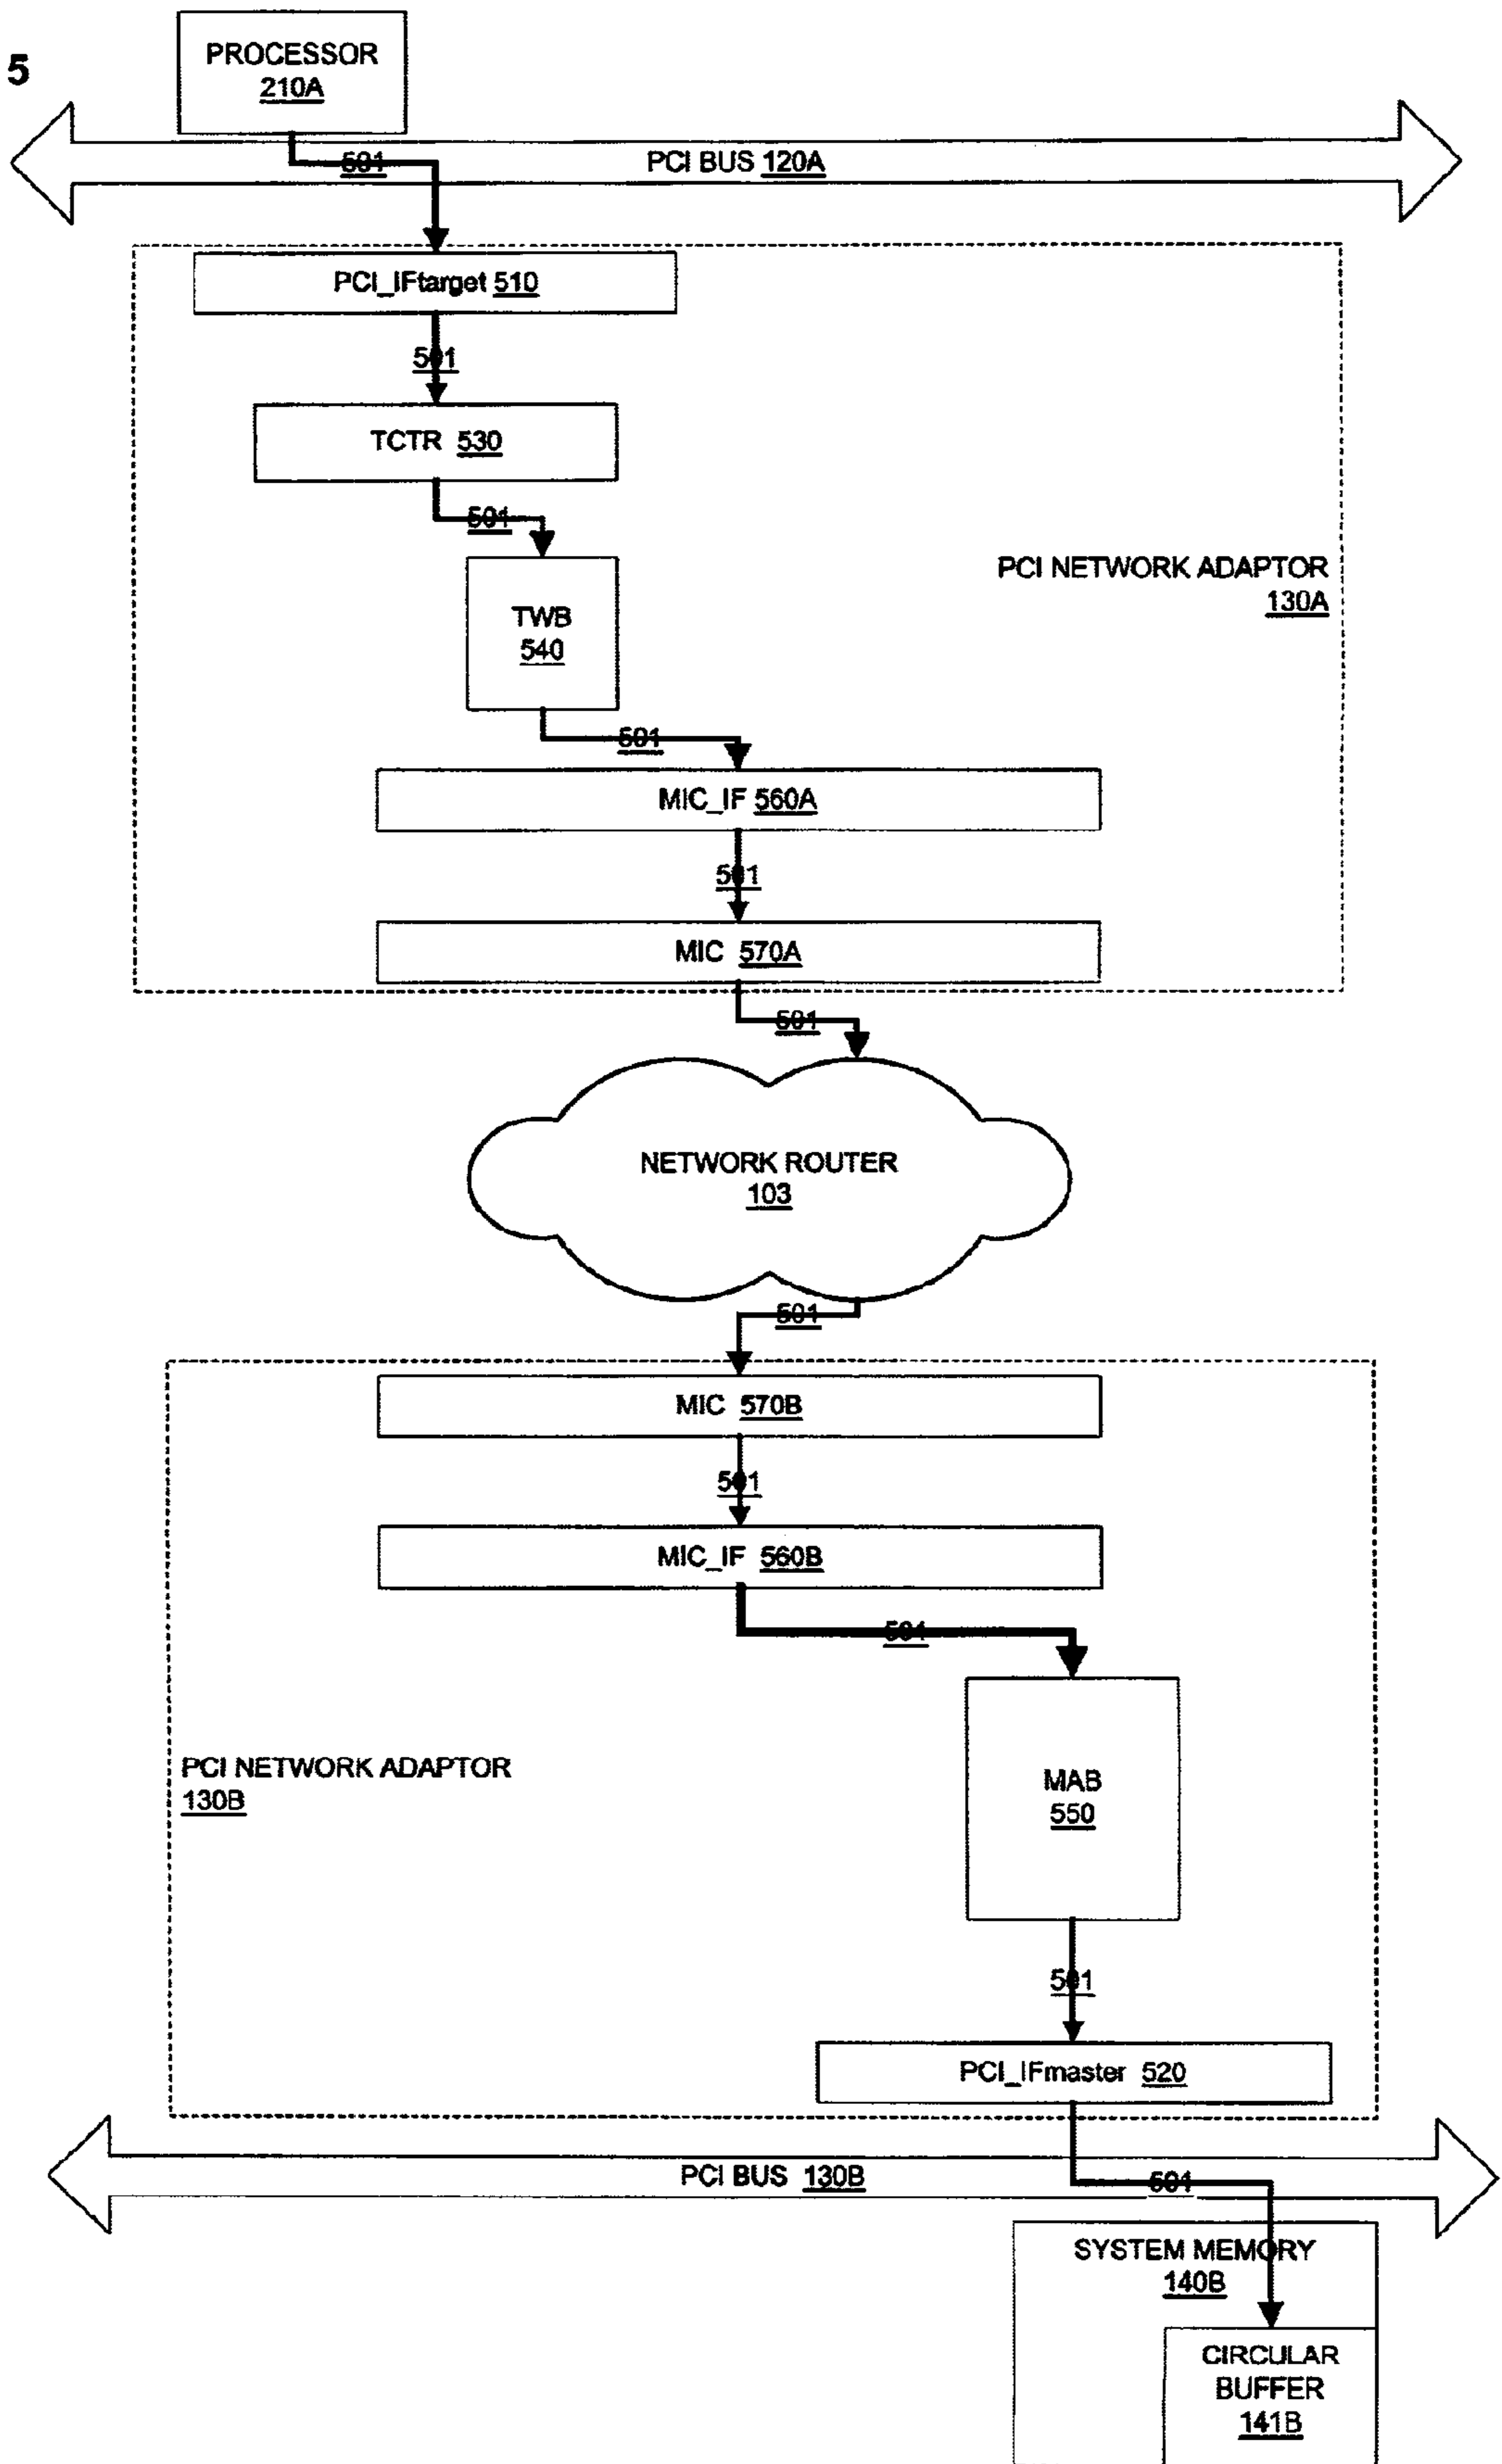 5
PROCESSOR
210A
501
PCI BUS 120A
PCI_IFtarget 510
501
TCTR 530
501
TWB
540
PCI NETWORK ADAPTOR
130A
501
MIC_IF 560A
501
MIC 570A
501
NETWORK ROUTER
103
501
MIC 570B
501
MIC_IF 560B
501
PCI NETWORK ADAPTOR
130B
MAB
550
501
PCI_IFmaster 520
PCI BUS 130B
501
SYSTEM MEMORY
140B
CIRCULAR
BUFFER
141B